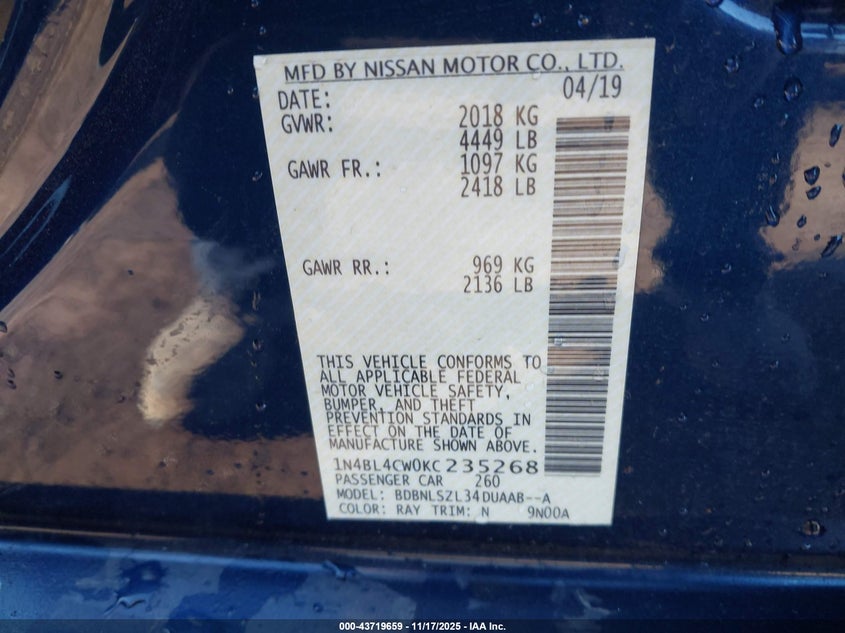 MFD BY NISSAN MOTOR CO., LTD.
DATE: 04/19
GVWR: 2018 KG
4449 LB
GAWR FR.: 1097 KG
2418 LB
GAWR RR.: 969 KG
2136 LB
THIS VEHICLE CONFORMS TO
ALL APPLICABLE FEDERAL
MOTOR VEHICLE SAFETY,
BUMPER, AND THEFT
PREVENTION STANDARDS IN
EFFECT ON THE DATE OF
MANUFACTURE SHOWN ABOVE.
1N4BL4CW0KC235268
PASSENGER CAR 260
MODEL: BDBNLSZL34DUAAB--A
COLOR: RAY TRIM: N 9N00A
000-43719659 - 11/17/2025 - IAA Inc.